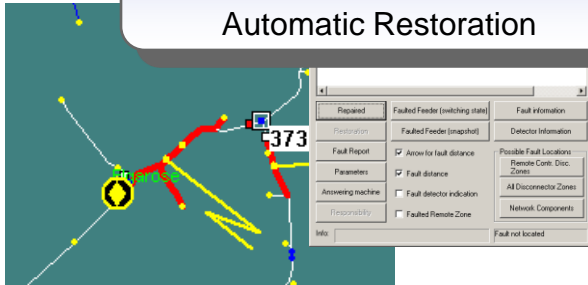 Automatic Restoration
373
Repaired
Faulted Feeder (switching state)
Fault information
Restoration
Faulted Feeder (snapshot)
Detector Information
Fault Report
Arrow for fault distance
Possible Fault Locations
Remote Contr. Disc. Zones
Parameters
Fault distance
All Disconnector Zones
Answering machine
Fault detector indication
Network Components
Responsibility
Faulted Remote Zone
Info:
Fault not located